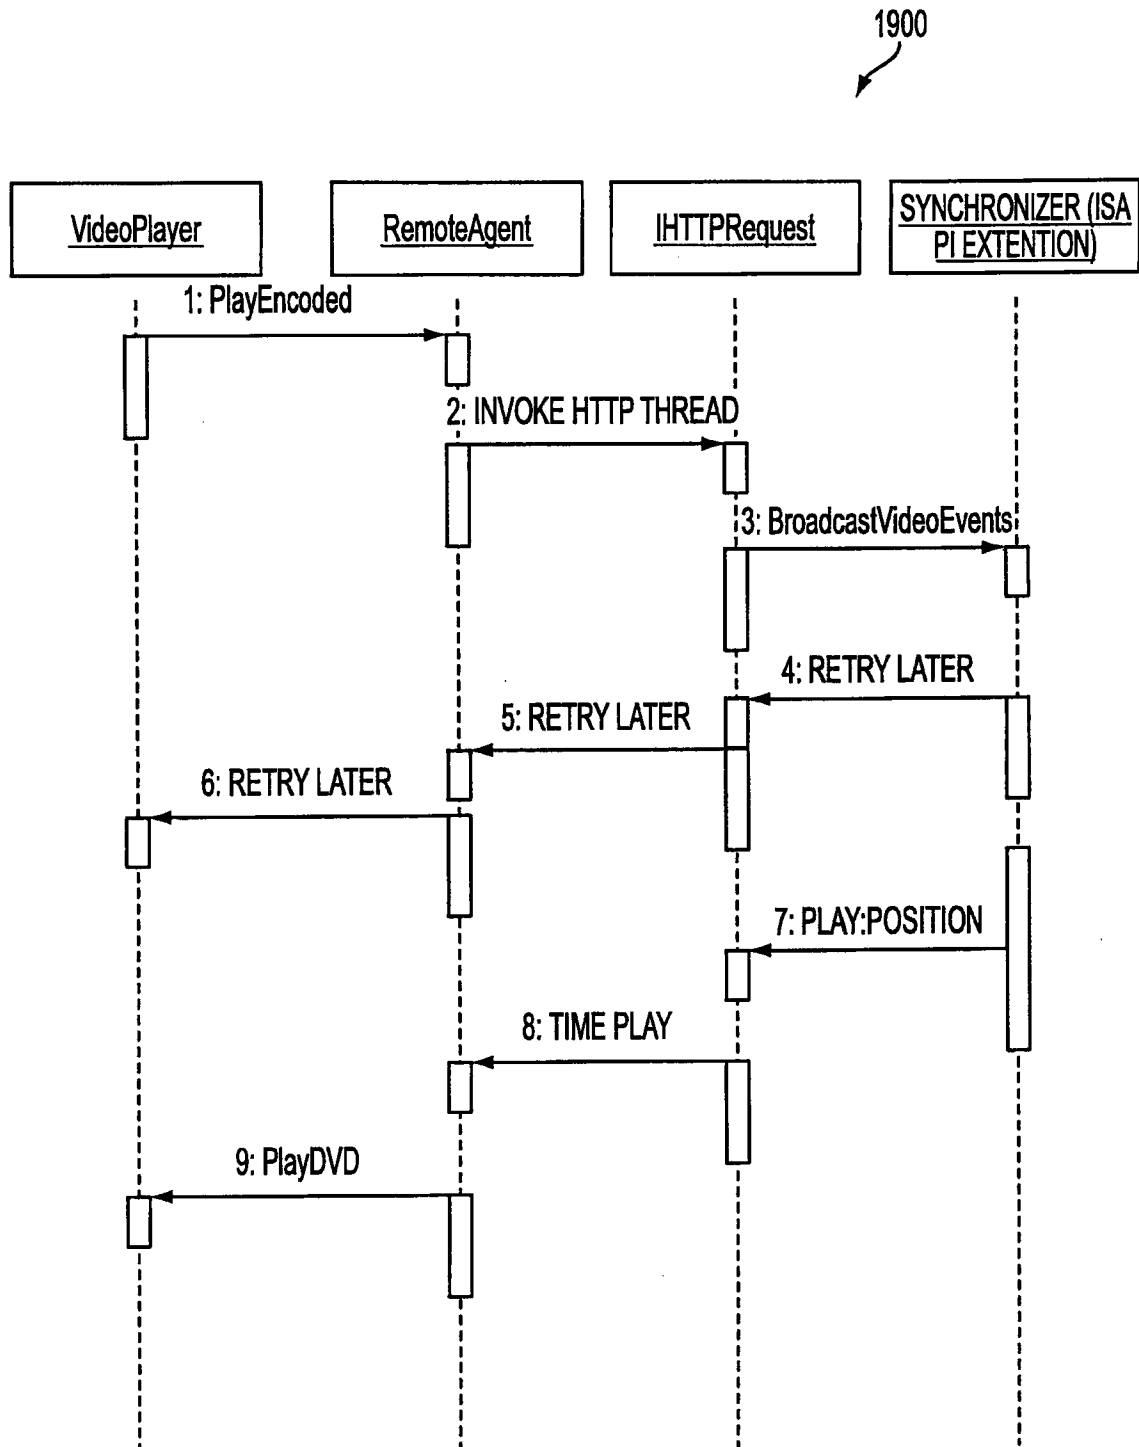 1900
VideoPlayer
RemoteAgent
IHTTPRequest
SYNCHRONIZER (ISA
PI EXTENTION)
1: PlayEncoded
2: INVOKE HTTP THREAD
3: BroadcastVideoEvents
4: RETRY LATER
5: RETRY LATER
6: RETRY LATER
7: PLAY:POSITION
8: TIME PLAY
9: PlayDVD